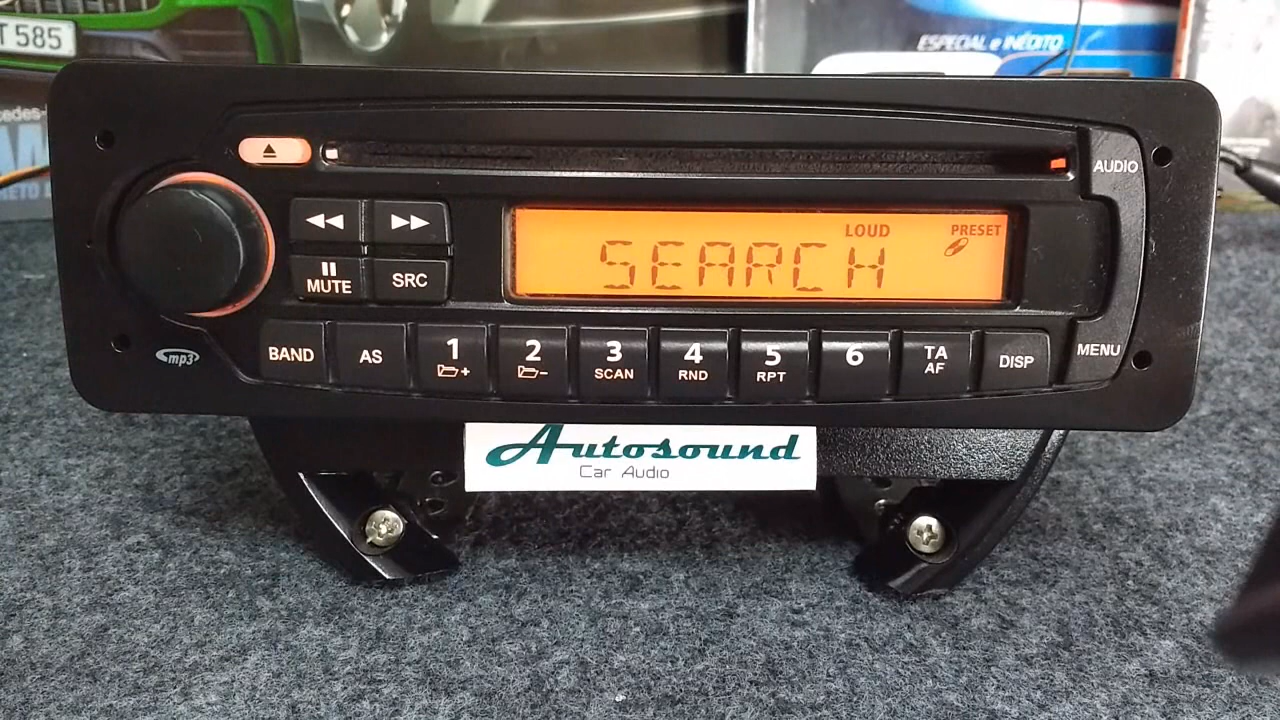 T 585
ESPECIAL e INÉDITO
AUDIO
LOUD
PRESET
SEARCH
MUTE
SRC
mp3
BAND
AS
1
+
2
-
3
SCAN
4
RND
5
RPT
6
TA
AF
DISP
MENU
Autosound
Car Audio